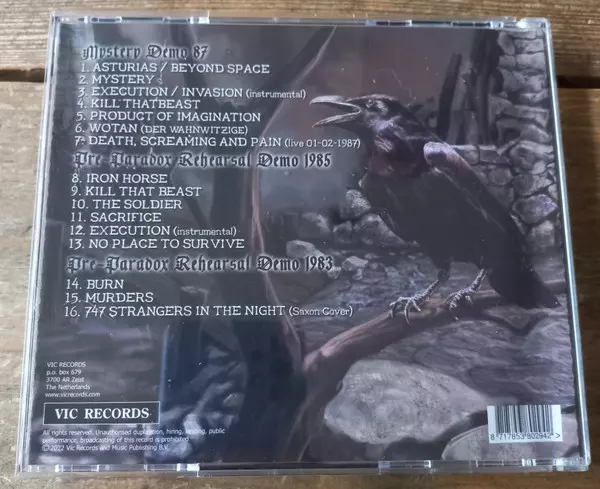 Mystery Demo 87
1. ASTURIAS / BEYOND SPACE
2. MYSTERY
3. EXECUTION / INVASION (instrumental)
4. KILL THATBEAST
5. PRODUCT OF IMAGINATION
6. WOTAN (DER WAHNWITZIGE)
7. DEATH, SCREAMING AND PAIN (live 01-02-1987)
Pre-Paradox Rehearsal Demo 1985
8. IRON HORSE
9. KILL THAT BEAST
10. THE SOLDIER
11. SACRIFICE
12. EXECUTION (instrumental)
13. NO PLACE TO SURVIVE
Pre-Paradox Rehearsal Demo 1983
14. BURN
15. MURDERS
16. 747 STRANGERS IN THE NIGHT (Saxon Cover)
VIC RECORDS
p.o. box 679
3700 AR Zeist
The Netherlands
www.vicrecords.com
VIC RECORDS
All rights reserved. Unauthorised duplication, hiring, lending, public
performance, broadcasting of this record is prohibited
©2022 Vic Records and Music Publishing B.V.
8 717853 802942 >